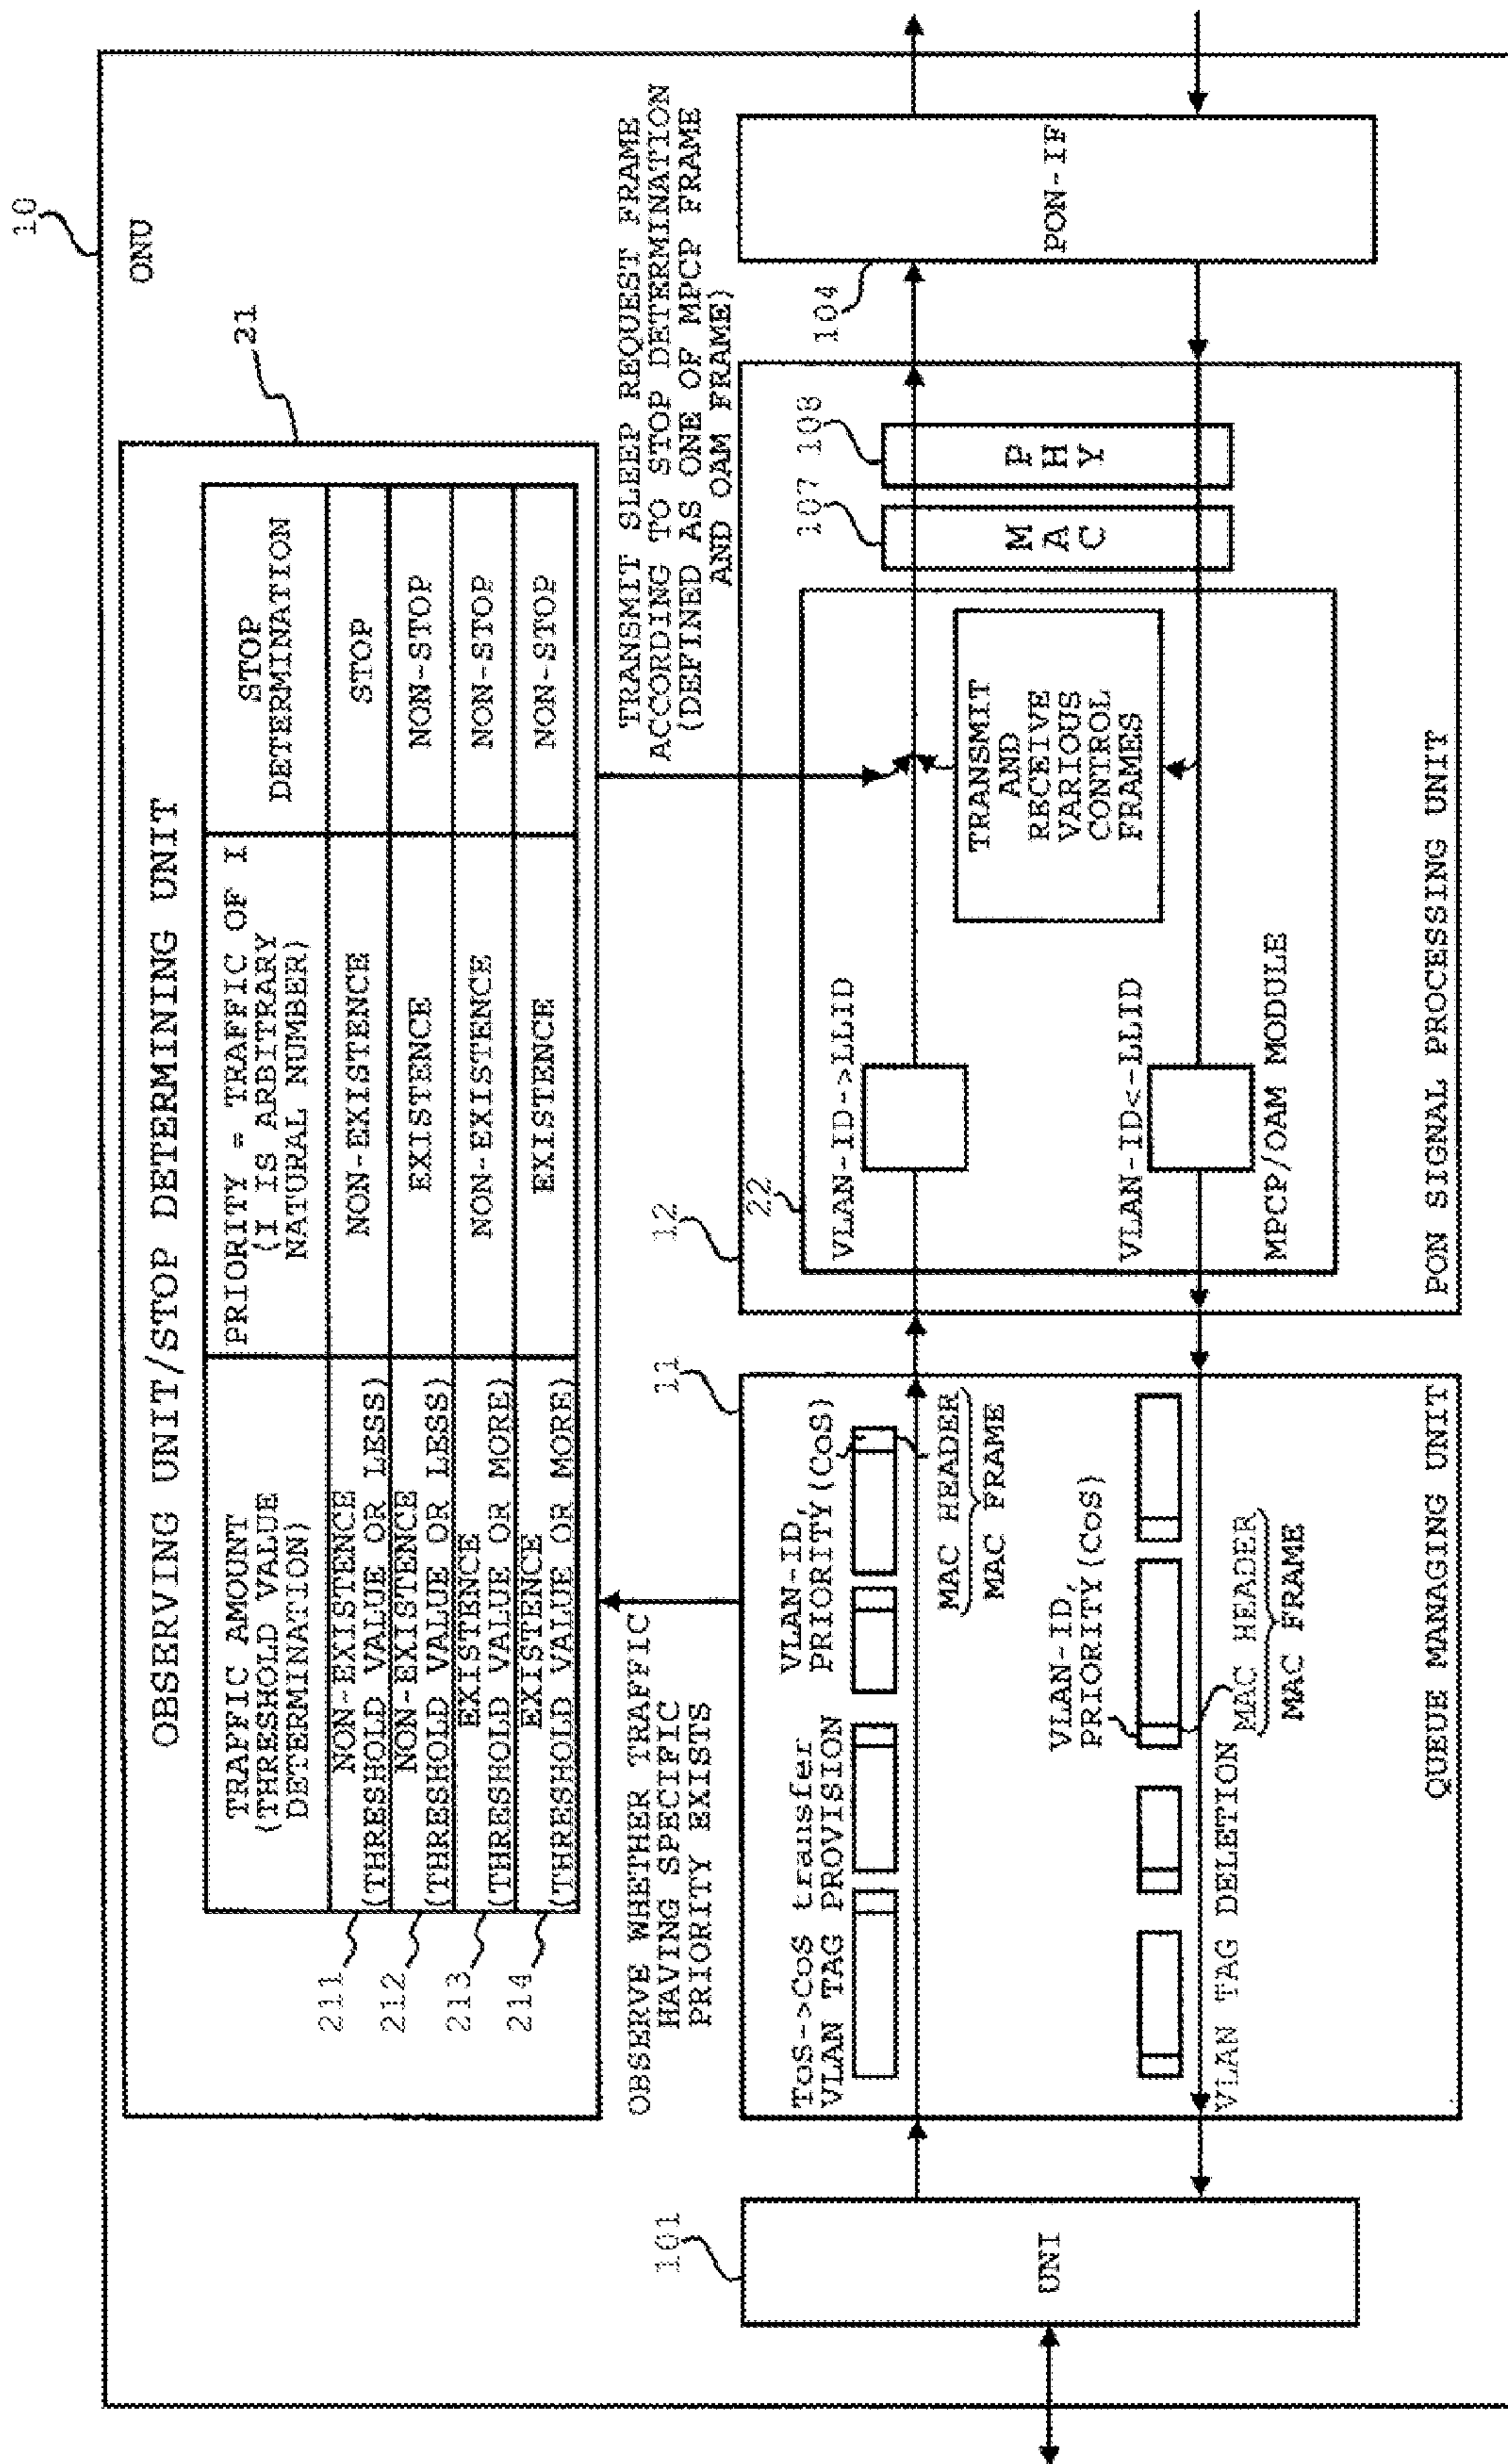 10
ONU
21
OBSERVING UNIT/STOP DETERMINING UNIT
TRAFFIC AMOUNT
(THRESHOLD VALUE
DETERMINATION)
PRIORITY = TRAFFIC OF I
(I IS ARBITRARY
NATURAL NUMBER)
STOP
DETERMINATION
211
NON-EXISTENCE
(THRESHOLD VALUE OR LESS)
NON-EXISTENCE
STOP
212
NON-EXISTENCE
(THRESHOLD VALUE OR LESS)
EXISTENCE
NON-STOP
213
EXISTENCE
(THRESHOLD VALUE OR MORE)
NON-EXISTENCE
NON-STOP
214
EXISTENCE
(THRESHOLD VALUE OR MORE)
EXISTENCE
NON-STOP
OBSERVE WHETHER TRAFFIC
HAVING SPECIFIC
PRIORITY EXISTS
TRANSMIT SLEEP REQUEST FRAME
ACCORDING TO STOP DETERMINATION
(DEFINED AS ONE OF MPCP FRAME
AND OAM FRAME)
101
UNI
11
ToS->CoS transfer
VLAN TAG PROVISION
VLAN-ID,
PRIORITY(CoS)
MAC HEADER
MAC FRAME
VLAN-ID,
PRIORITY(CoS)
MAC HEADER
MAC FRAME
VLAN TAG DELETION
QUEUE MANAGING UNIT
12
22
VLAN-ID->LLID
TRANSMIT
AND
RECEIVE
VARIOUS
CONTROL
FRAMES
VLAN-ID<-LLID
MPCP/OAM MODULE
107
MAC
108
PHY
PON SIGNAL PROCESSING UNIT
104
PON-IF